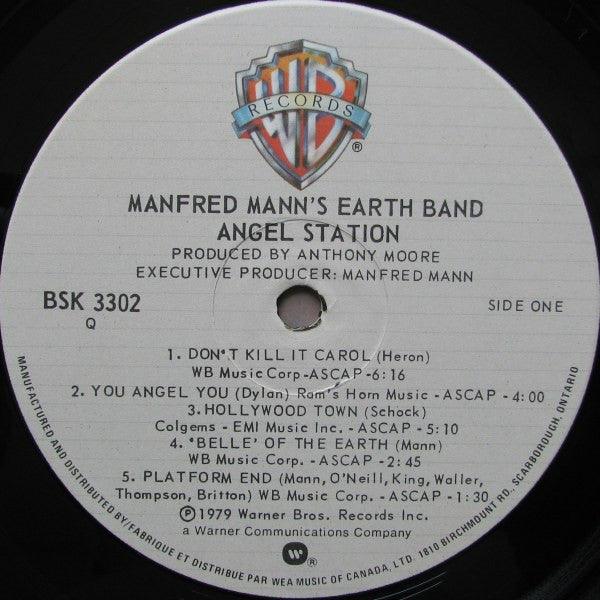 WB
RECORDS
®
MANFRED MANN'S EARTH BAND
ANGEL STATION
PRODUCED BY ANTHONY MOORE
EXECUTIVE PRODUCER: MANFRED MANN
BSK 3302
Q
SIDE ONE
1. DON'T KILL IT CAROL (Heron)
WB Music Corp-ASCAP-6:16
2. YOU ANGEL YOU (Dylan) Ram's Horn Music - ASCAP - 4:00
3. HOLLYWOOD TOWN (Schock)
Colgems - EMI Music Inc. - ASCAP - 5:10
4. 'BELLE' OF THE EARTH (Mann)
WB Music Corp. - ASCAP - 2:45
5. PLATFORM END (Mann, O'Neill, King, Waller,
Thompson, Britton) WB Music Corp. - ASCAP - 1:30
℗ 1979 Warner Bros. Records Inc.
a Warner Communications Company
®
MANUFACTURED AND DISTRIBUTED BY/FABRIQUE ET DISTRIBUE PAR WEA MUSIC OF CANADA, LTD. 1810 BIRCHMOUNT RD. SCARBOROUGH, ONTARIO